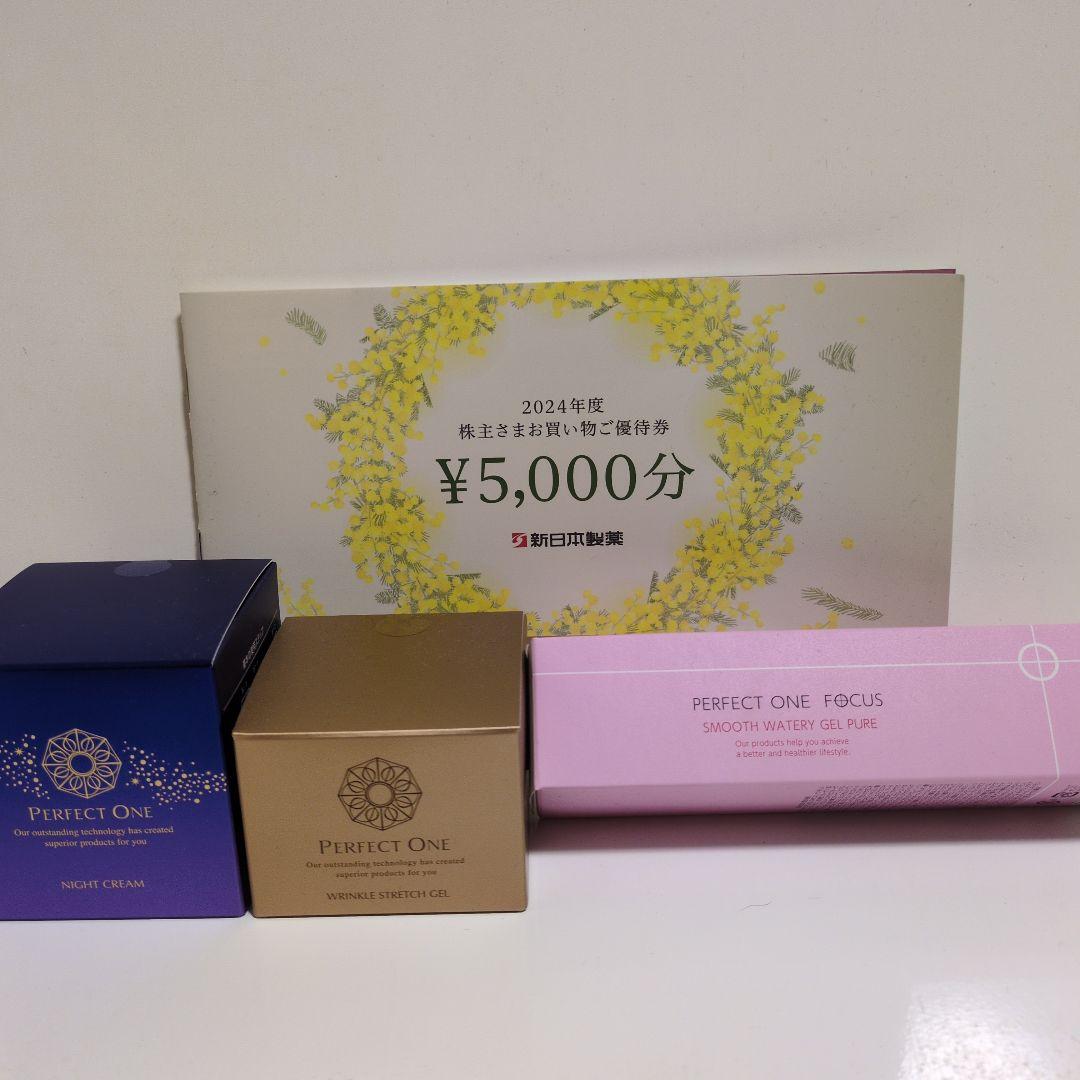 2024年度
株主さまお買い物ご優待券
¥5,000分
新日本製薬
PERFECT ONE
Our outstanding technology has created
superior products for you
NIGHT CREAM
PERFECT ONE
Our outstanding technology has created
superior products for you
WRINKLE STRETCH GEL
PERFECT ONE FOCUS
SMOOTH WATERY GEL PURE
Our products help you achieve
a better and healthier lifestyle.